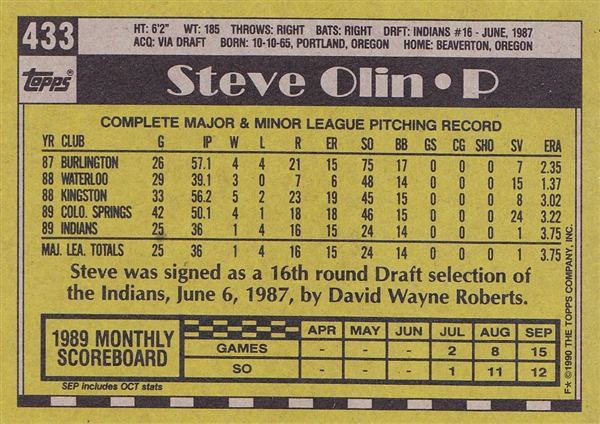 433
HT: 6'2" WT: 185 THROWS: RIGHT BATS: RIGHT DRFT: INDIANS #16 - JUNE, 1987
ACQ: VIA DRAFT BORN: 10-10-65, PORTLAND, OREGON HOME: BEAVERTON, OREGON
topps® Steve Olin • P
COMPLETE MAJOR & MINOR LEAGUE PITCHING RECORD
YR CLUB G IP W L R ER SO BB GS CG SHO SV ERA
87 BURLINGTON 26 57.1 4 4 21 15 75 17 0 0 0 7 2.35
88 WATERLOO 29 39.1 3 0 7 6 48 14 0 0 0 15 1.37
88 KINGSTON 33 56.2 5 2 23 19 45 15 0 0 0 8 3.02
89 COLO. SPRINGS 42 50.1 4 1 18 18 46 15 0 0 0 24 3.22
89 INDIANS 25 36 1 4 16 15 24 14 0 0 0 1 3.75
MAJ. LEA. TOTALS 25 36 1 4 16 15 24 14 0 0 0 1 3.75
Steve was signed as a 16th round Draft selection of
the Indians, June 6, 1987, by David Wayne Roberts.
1989 MONTHLY
SCOREBOARD
APR MAY JUN JUL AUG SEP
GAMES – – – 2 8 15
SO – – – 1 11 12
SEP includes OCT stats
F★ ©1990 THE TOPPS COMPANY, INC.